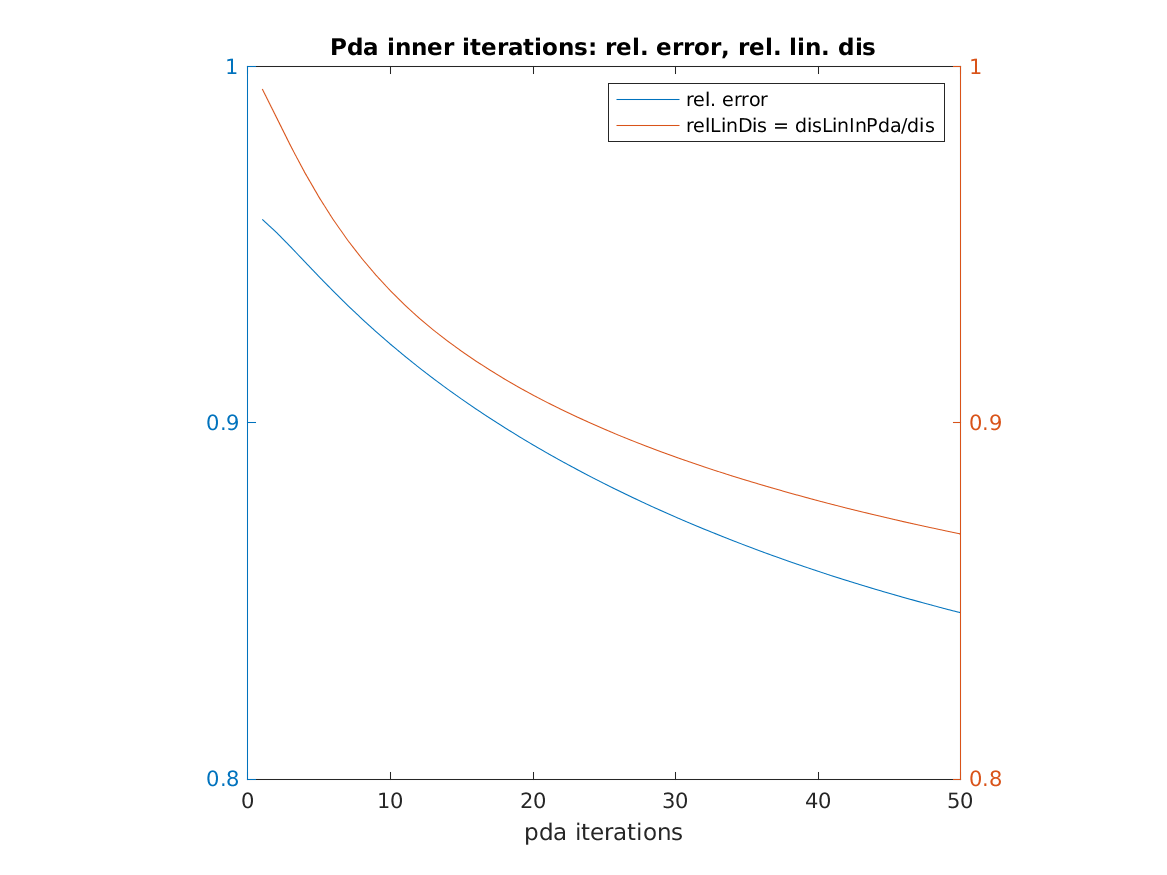 Pda inner iterations: rel. error, rel. lin. dis
1
1
rel. error
relLinDis = disLinInPda/dis
0.9
0.9
0.8
0.8
0 10 20 30 40 50
pda iterations